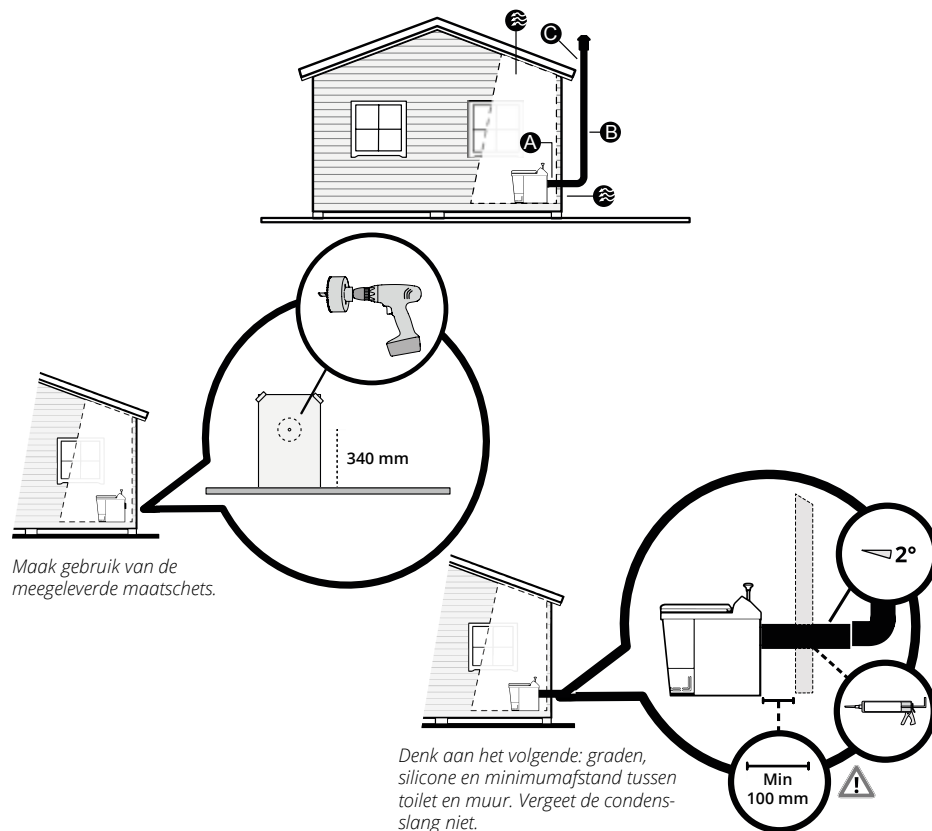 C
B
A
340 mm
Maak gebruik van de
meegeleverde maatschets.
2°
Min
100 mm
Denk aan het volgende: graden,
silicone en minimumafstand tussen
toilet en muur. Vergeet de condens-
slang niet.